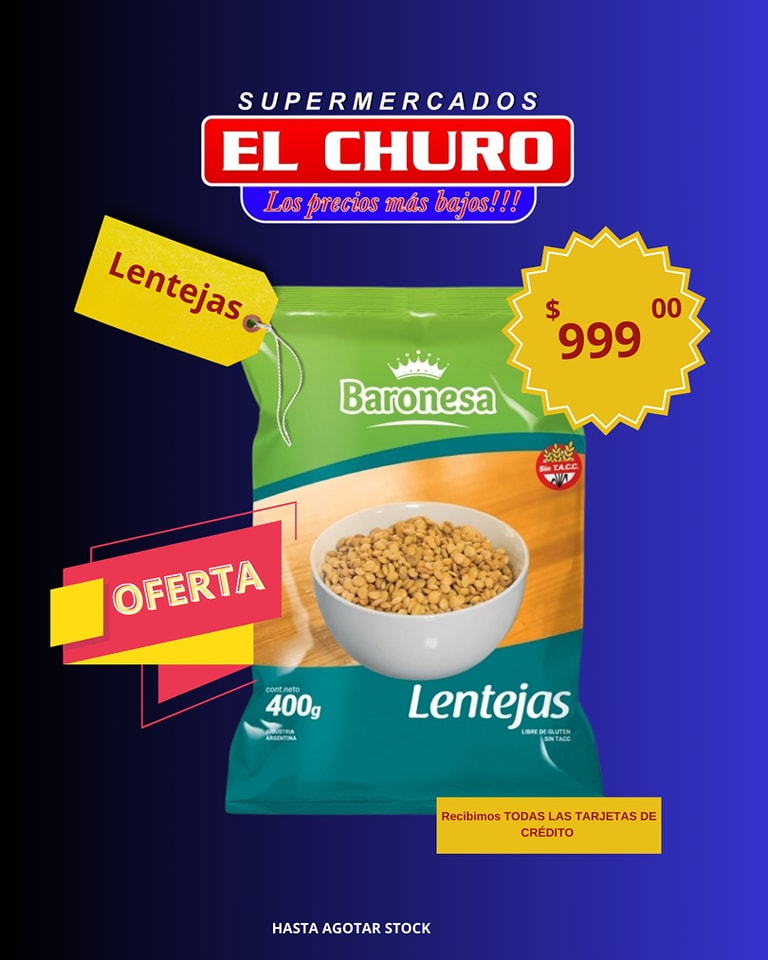 SUPERMERCADOS
EL CHURO
Los precios más bajos!!!
Lentejas
$ 999 00
Baronesa
Sin T.A.C.C.
OFERTA
cont.neto
400g
INDUSTRIA
ARGENTINA
Lentejas
LIBRE DE GLUTEN
SIN TACC
Recibimos TODAS LAS TARJETAS DE
CRÉDITO
HASTA AGOTAR STOCK